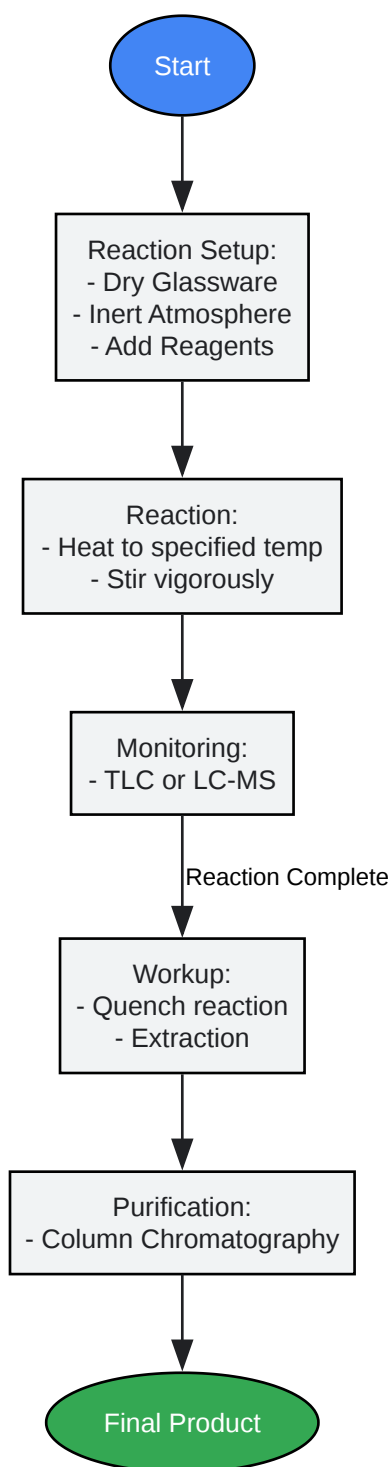 Start
Reaction Setup:
- Dry Glassware
- Inert Atmosphere
- Add Reagents
Reaction:
- Heat to specified temp
- Stir vigorously
Monitoring:
- TLC or LC-MS
Reaction Complete
Workup:
- Quench reaction
- Extraction
Purification:
- Column Chromatography
Final Product